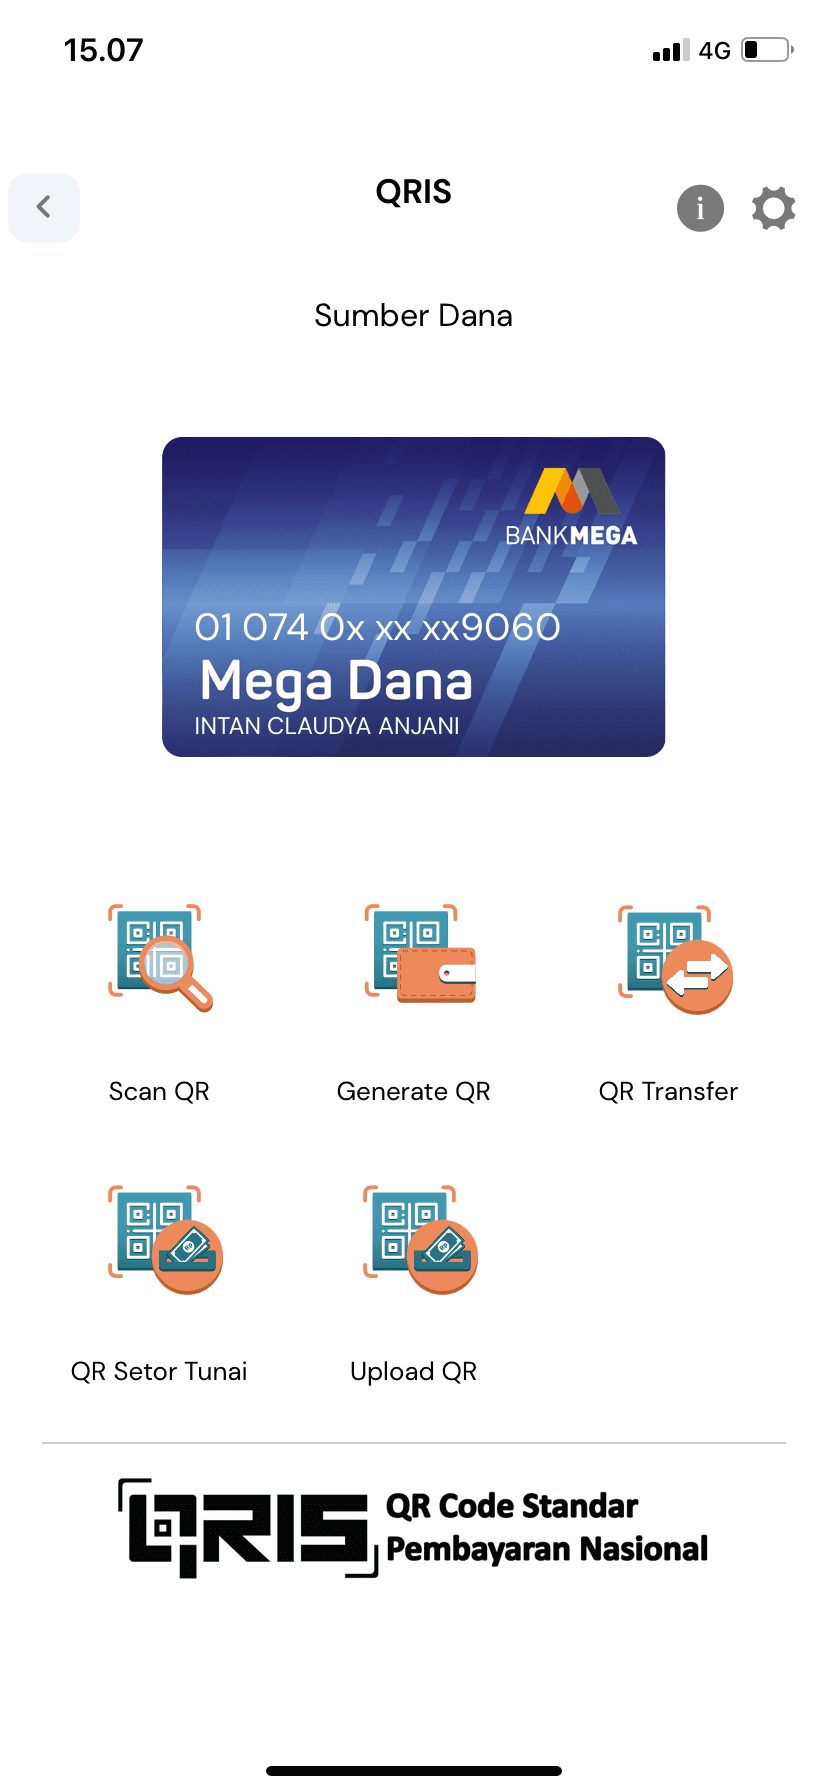 15.07
4G
QRIS
Sumber Dana
BANKMEGA
01 074 0x xx xx9060
Mega Dana
INTAN CLAUDYA ANJANI
Scan QR
Generate QR
QR Transfer
QR Setor Tunai
Upload QR
QRIS
QR Code Standar
Pembayaran Nasional